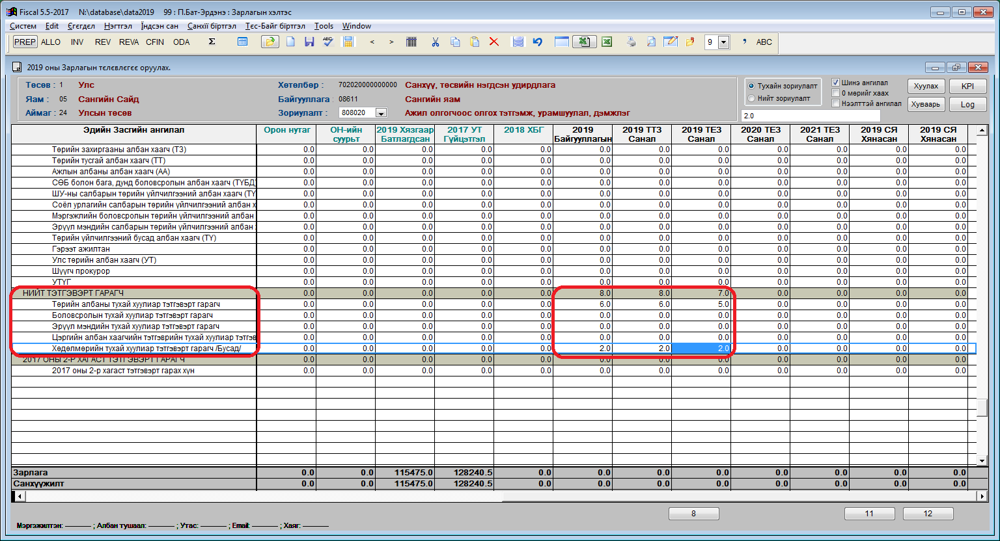 Fiscal 5.5-2017 N:\database\data2019 99 : П.Бат-Эрдэнэ : Зарлагын хэлтэс
Систем Edit Егєгдєл Нэгтгэл Їндсэн сан Санхїї бїртгэл Тєс-Байг бїртгэл Tools Window
PREP ALLO INV REV REVA CFIN ODA Σ < > 9 , ABC
2019 оны Зарлагын тєлєвлєгєє оруулах.
Төсөв : 1 Улс Хөтөлбөр : 702020000000000 Санхүү, төсвийн нэгдсэн удирдлага
Яам : 05 Сангийн Сайд Байгууллага : 08611 Сангийн яам
Аймаг : 24 Улсын төсөв Зориулалт : 808020 Ажил олгогчоос олгох тэтгэмж, урамшуулал, дэмжлэг
Тухайн зориулалт Шинэ ангилал Хуулах KPI
Нийт зориулалт 0 мөрийг хаах Хуваарь Log
Нээлттэй ангилал
2.0
Эдийн Засгийн ангилал Орон нутаг ОН-ийн суурьт 2019 Хязгаар Батлагдсан 2017 УТ Гүйцэтгэл 2018 ХБГ 2019 Байгууллагын 2019 ТТЗ Санал 2019 ТЕЗ Санал 2020 ТЕЗ Санал 2021 ТЕЗ Санал 2019 СЯ Хянасан 2019 СЯ Хянасан
Төрийн захиргааны албан хаагч (ТЗ) 0.0 0.0 0.0 0.0 0.0 0.0 0.0 0.0 0.0 0.0 0.0 0.0
Төрийн тусгай албан хаагч (ТТ) 0.0 0.0 0.0 0.0 0.0 0.0 0.0 0.0 0.0 0.0 0.0 0.0
Ажлын албаны албан хаагч (АА) 0.0 0.0 0.0 0.0 0.0 0.0 0.0 0.0 0.0 0.0 0.0 0.0
СӨБ болон бага, дунд боловсролын албан хаагч (ТҮБД) 0.0 0.0 0.0 0.0 0.0 0.0 0.0 0.0 0.0 0.0 0.0 0.0
ШУ-ны салбарын төрийн үйлчилгээний албан хаагч (ТҮ 0.0 0.0 0.0 0.0 0.0 0.0 0.0 0.0 0.0 0.0 0.0 0.0
Соёл урлагийн салбарын төрийн үйлчилгээний албан х 0.0 0.0 0.0 0.0 0.0 0.0 0.0 0.0 0.0 0.0 0.0 0.0
Мэргэжлийн боловсролын төрийн үйлчилгээний албан 0.0 0.0 0.0 0.0 0.0 0.0 0.0 0.0 0.0 0.0 0.0 0.0
Эрүүл мэндийн салбарын төрийн үйлчилгээний албан 0.0 0.0 0.0 0.0 0.0 0.0 0.0 0.0 0.0 0.0 0.0 0.0
Төрийн үйлчилгээний бусад албан хаагч (ТҮ) 0.0 0.0 0.0 0.0 0.0 0.0 0.0 0.0 0.0 0.0 0.0 0.0
Гэрээт ажилтан 0.0 0.0 0.0 0.0 0.0 0.0 0.0 0.0 0.0 0.0 0.0 0.0
Улс төрийн албан хаагч (УТ) 0.0 0.0 0.0 0.0 0.0 0.0 0.0 0.0 0.0 0.0 0.0 0.0
Шүүгч прокурор 0.0 0.0 0.0 0.0 0.0 0.0 0.0 0.0 0.0 0.0 0.0 0.0
УТҮГ 0.0 0.0 0.0 0.0 0.0 0.0 0.0 0.0 0.0 0.0 0.0 0.0
НИЙТ ТЭТГЭВЭРТ ГАРАГЧ 0.0 0.0 0.0 0.0 0.0 8.0 8.0 7.0 0.0 0.0 0.0 0.0
Төрийн албаны тухай хуулиар тэтгэвэрт гарагч 0.0 0.0 0.0 0.0 0.0 6.0 6.0 5.0 0.0 0.0 0.0 0.0
Боловсролын тухай хуулиар тэтгэвэрт гарагч 0.0 0.0 0.0 0.0 0.0 0.0 0.0 0.0 0.0 0.0 0.0 0.0
Эрүүл мэндийн тухай хуулиар тэтгэвэрт гарагч 0.0 0.0 0.0 0.0 0.0 0.0 0.0 0.0 0.0 0.0 0.0 0.0
Цэргийн албан хаагчийн тэтгэврийн тухай хуулиар тэтгэв 0.0 0.0 0.0 0.0 0.0 0.0 0.0 0.0 0.0 0.0 0.0 0.0
Хөдөлмөрийн тухай хуулиар тэтгэвэрт гарагч /Бусад/ 0.0 0.0 0.0 0.0 0.0 2.0 2.0 2.0 0.0 0.0 0.0 0.0
2017 ОНЫ 2-Р ХАГАСТ ТЭТГЭВЭРТ ГАРАГЧ 0.0 0.0 0.0 0.0 0.0 0.0 0.0 0.0 0.0 0.0 0.0 0.0
2017 оны 2-р хагаст тэтгэвэрт гарах хүн 0.0 0.0 0.0 0.0 0.0 0.0 0.0 0.0 0.0 0.0 0.0 0.0
Зарлага 0.0 0.0 115475.0 128240.5 0.0 0.0 0.0 0.0 0.0 0.0 0.0 0.0
Санхүүжилт 0.0 0.0 115475.0 128240.5 0.0 0.0 0.0 0.0 0.0 0.0 0.0 0.0
8 11 12
Мэргэжилтэн: ; Албан тушаал: ; Утас: ; Email: ; Хаяг: